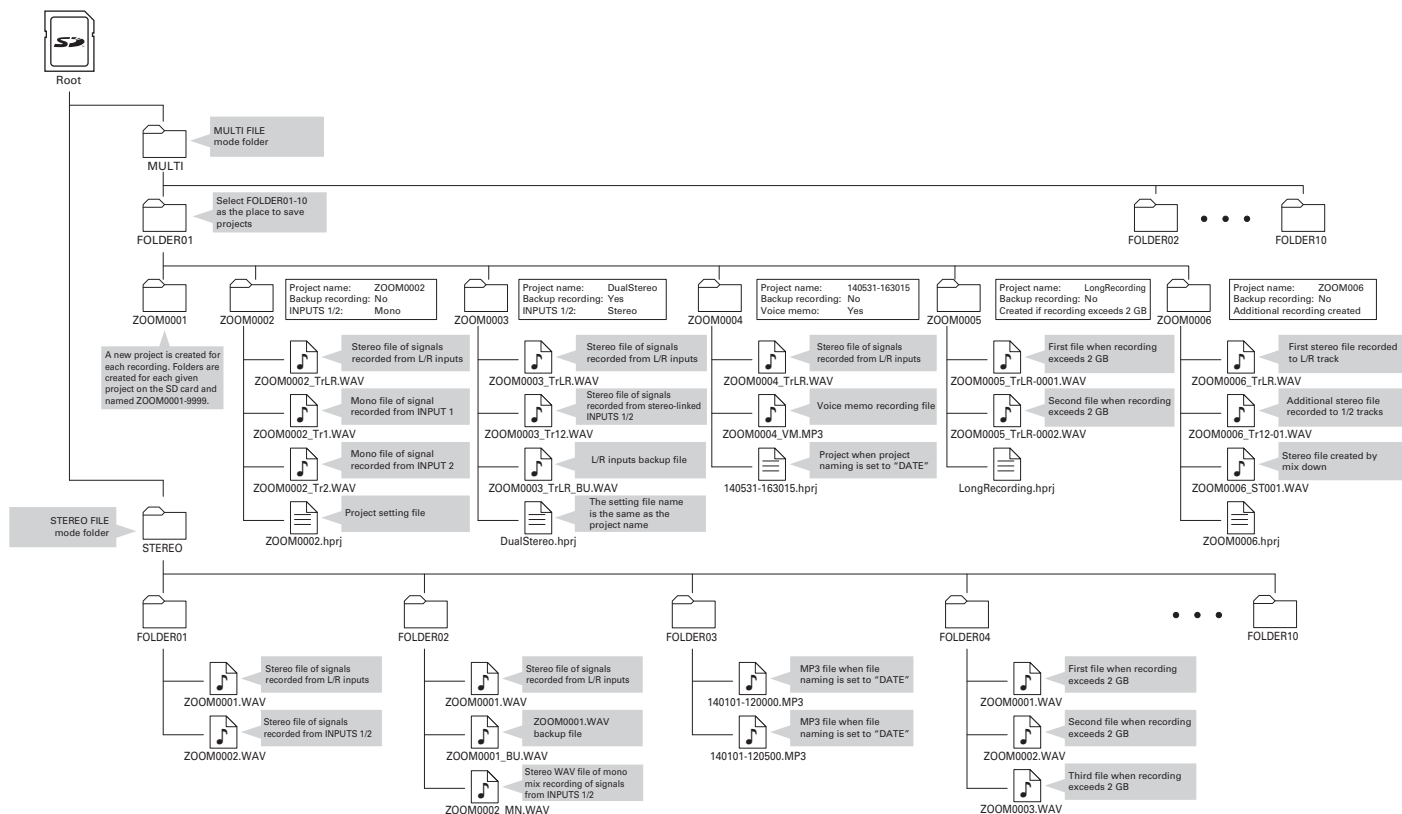 SD
Root
MULTI FILE
mode folder
MULTI
Select FOLDER01-10
as the place to save
projects
FOLDER01
FOLDER02
FOLDER10
ZOOM0001
A new project is created for
each recording. Folders are
created for each given
project on the SD card and
named ZOOM0001-9999.
ZOOM0002
Project name: ZOOM0002
Backup recording: No
INPUTS 1/2: Mono
Stereo file of signals
recorded from L/R inputs
ZOOM0002_TrLR.WAV
Mono file of signal
recorded from INPUT 1
ZOOM0002_Tr1.WAV
Mono file of signal
recorded from INPUT 2
ZOOM0002_Tr2.WAV
Project setting file
ZOOM0002.hprj
ZOOM0003
Project name: DualStereo
Backup recording: Yes
INPUTS 1/2: Stereo
Stereo file of signals
recorded from L/R inputs
ZOOM0003_TrLR.WAV
Stereo file of signals
recorded from stereo-linked
INPUTS 1/2
ZOOM0003_Tr12.WAV
L/R inputs backup file
ZOOM0003_TrLR_BU.WAV
The setting file name
is the same as the
project name
DualStereo.hprj
ZOOM0004
Project name: 140531-163015
Backup recording: No
Voice memo: Yes
Stereo file of signals
recorded from L/R inputs
ZOOM0004_TrLR.WAV
Voice memo recording file
ZOOM0004_VM.MP3
Project when project
naming is set to “DATE”
140531-163015.hprj
ZOOM0005
Project name: LongRecording
Backup recording: No
Created if recording exceeds 2 GB
First file when recording
exceeds 2 GB
ZOOM0005_TrLR-0001.WAV
Second file when recording
exceeds 2 GB
ZOOM0005_TrLR-0002.WAV
LongRecording.hprj
ZOOM0006
Project name: ZOOM006
Backup recording: No
Additional recording created
First stereo file recorded
to L/R track
ZOOM0006_TrLR.WAV
Additional stereo file
recorded to 1/2 tracks
ZOOM0006_Tr12-01.WAV
Stereo file created by
mix down
ZOOM0006_ST001.WAV
ZOOM0006.hprj
STEREO FILE
mode folder
STEREO
FOLDER01
Stereo file of signals
recorded from L/R inputs
ZOOM0001.WAV
Stereo file of signals
recorded from INPUTS 1/2
ZOOM0002.WAV
FOLDER02
Stereo file of signals
recorded from L/R inputs
ZOOM0001.WAV
ZOOM0001.WAV
backup file
ZOOM0001_BU.WAV
Stereo WAV file of mono
mix recording of signals
from INPUTS 1/2
ZOOM0002_MN.WAV
FOLDER03
MP3 file when file
naming is set to “DATE”
140101-120000.MP3
MP3 file when file
naming is set to “DATE”
140101-120500.MP3
FOLDER04
First file when recording
exceeds 2 GB
ZOOM0001.WAV
Second file when recording
exceeds 2 GB
ZOOM0002.WAV
Third file when recording
exceeds 2 GB
ZOOM0003.WAV
FOLDER10